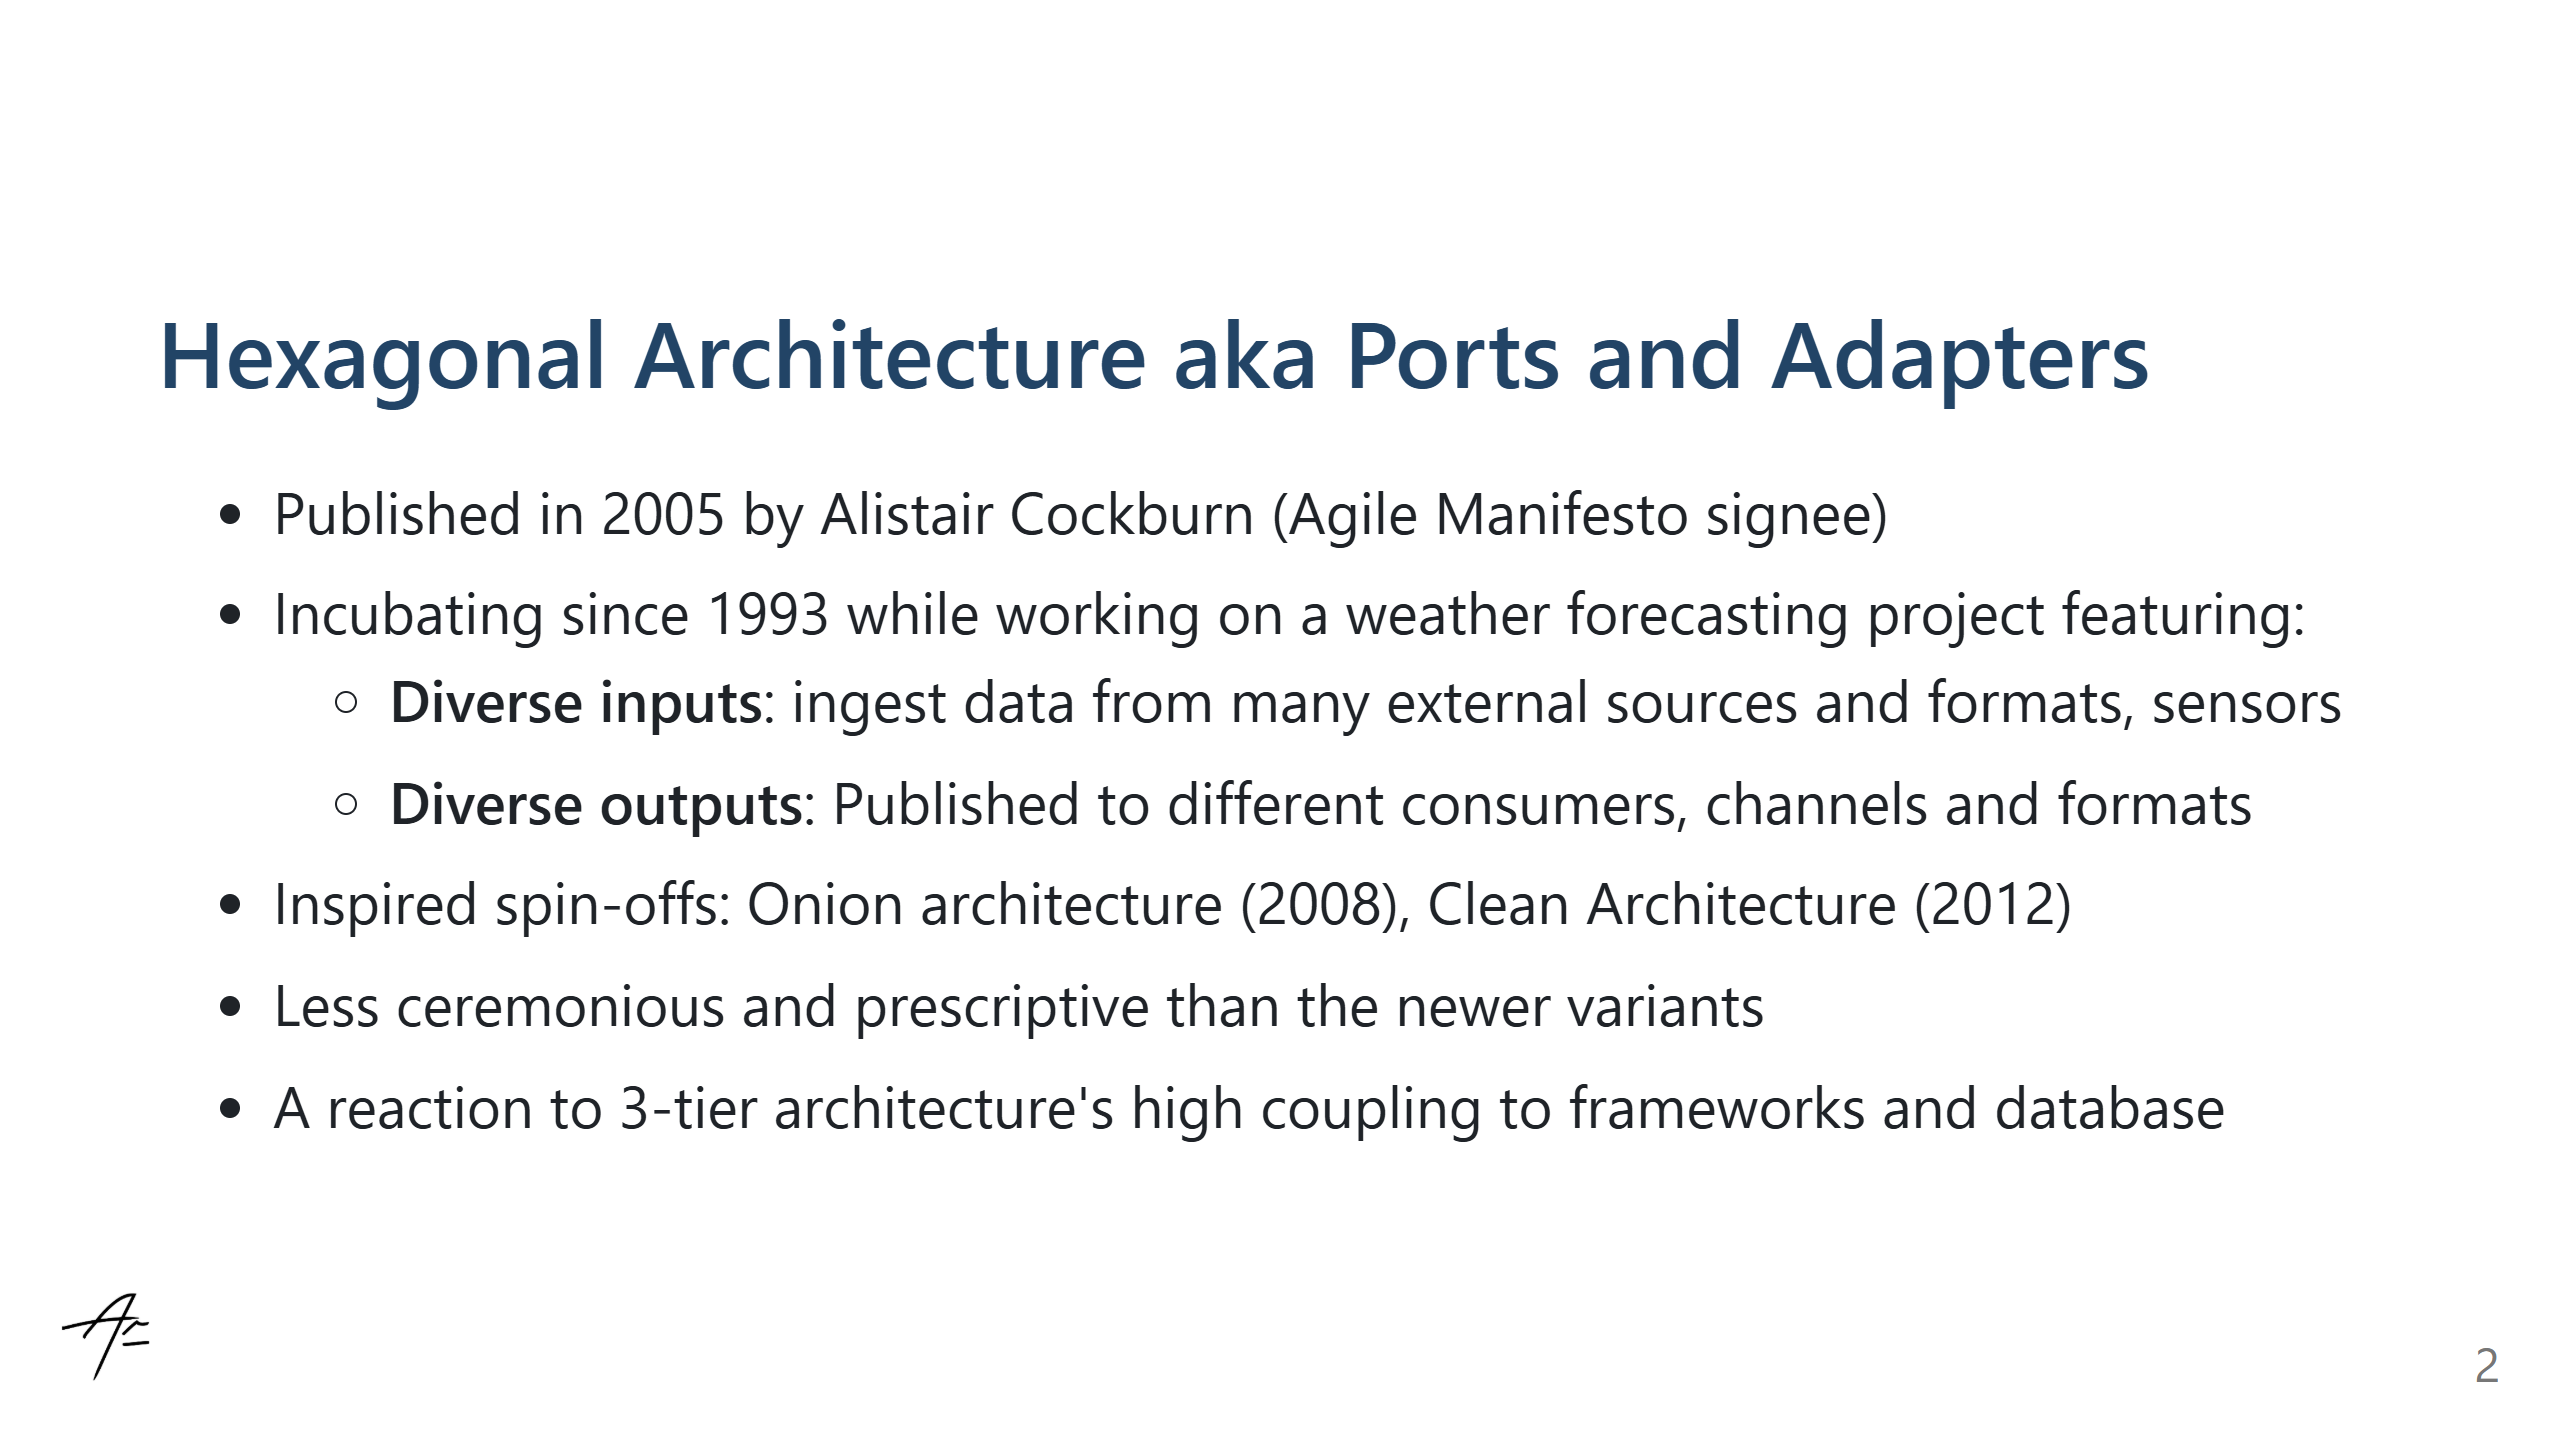 Hexagonal Architecture aka Ports and Adapters
• Published in 2005 by Alistair Cockburn (Agile Manifesto signee)
• Incubating since 1993 while working on a weather forecasting project featuring:
○ Diverse inputs: ingest data from many external sources and formats, sensors
○ Diverse outputs: Published to different consumers, channels and formats
• Inspired spin-offs: Onion architecture (2008), Clean Architecture (2012)
• Less ceremonious and prescriptive than the newer variants
• A reaction to 3-tier architecture's high coupling to frameworks and database
2